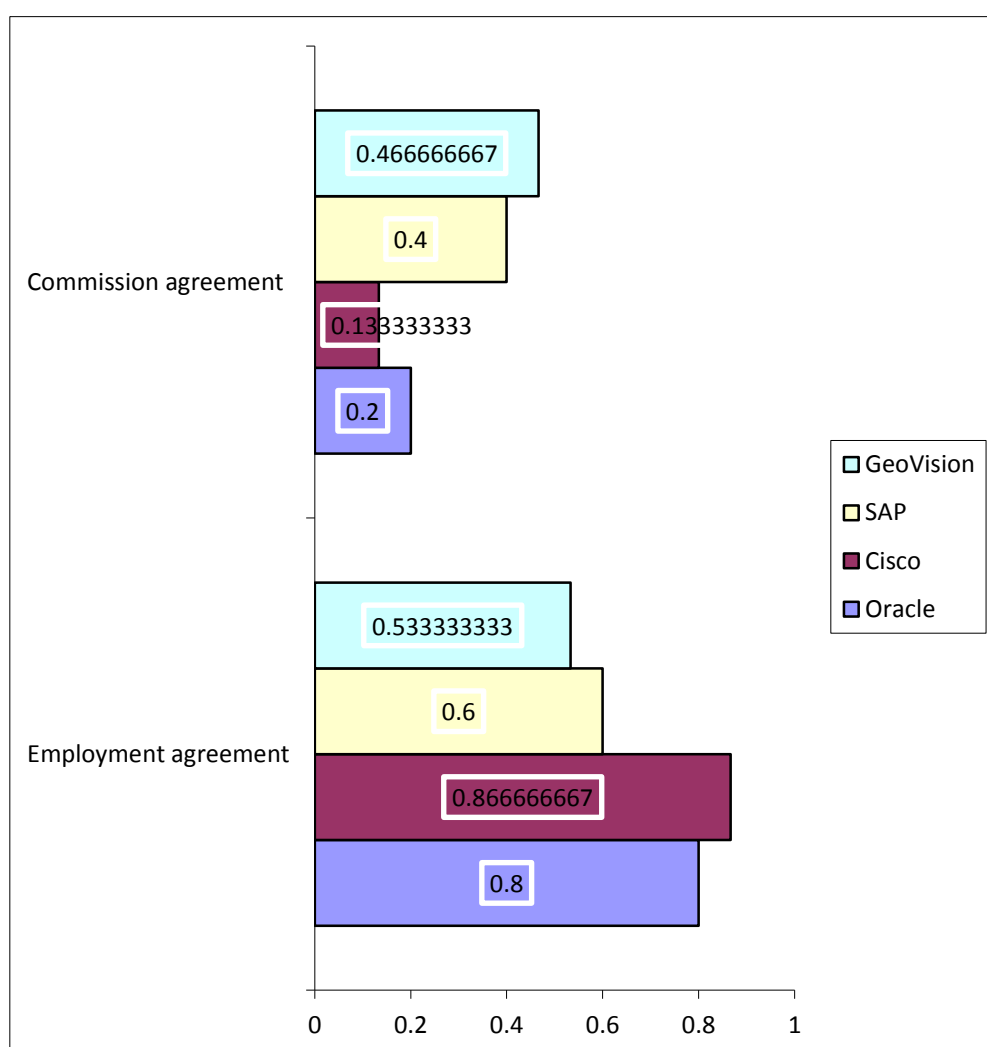 0.466666667
0.4
Commission agreement
0.133333333
0.2
GeoVision
SAP
Cisco
Oracle
0.533333333
0.6
Employment agreement
0.866666667
0.8
0 0.2 0.4 0.6 0.8 1